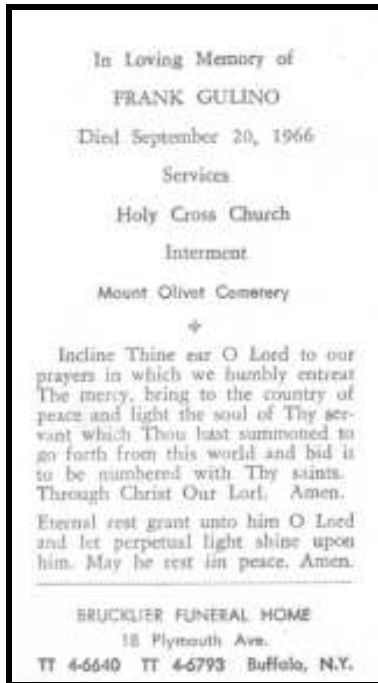 In Loving Memory of
FRANK GULINO
Died September 20, 1966
Services
Holy Cross Church
Interment
Mount Olivet Cemetery
Incline Thine ear O Lord to our
prayers in which we humbly entreat
The mercy, bring to the country of
peace and light the soul of Thy ser-
vant which Thou hast summoned to
go forth from this world and bid is
to be numbered with Thy saints.
Through Christ Our Lorl. Amen.
Eternal rest grant unto him O Lord
and let perpetual light shine upon
him. May he rest iin peace. Amen.
BRUCKLIER FUNERAL HOME
18 Plymouth Ave.
TT 4-6640 TT 4-6793 Buffalo, N.Y.